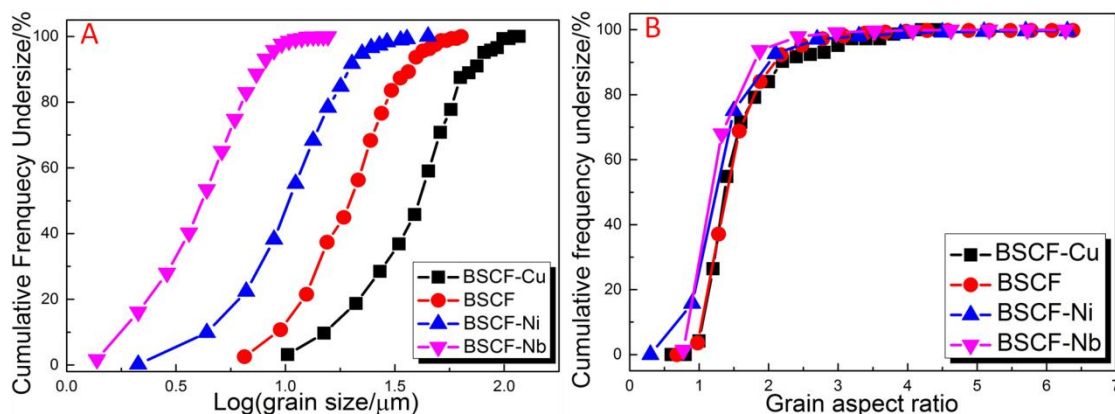 A
Cumulative Frenquecy Undersize/%
100
80
60
40
20
0
BSCF-Cu
BSCF
BSCF-Ni
BSCF-Nb
0.0 0.5 1.0 1.5 2.0
Log(grain size/μm)
B
Cumulative frequency undersize/%
100
80
60
40
20
0
BSCF-Cu
BSCF
BSCF-Ni
BSCF-Nb
0 1 2 3 4 5 6 7
Grain aspect ratio